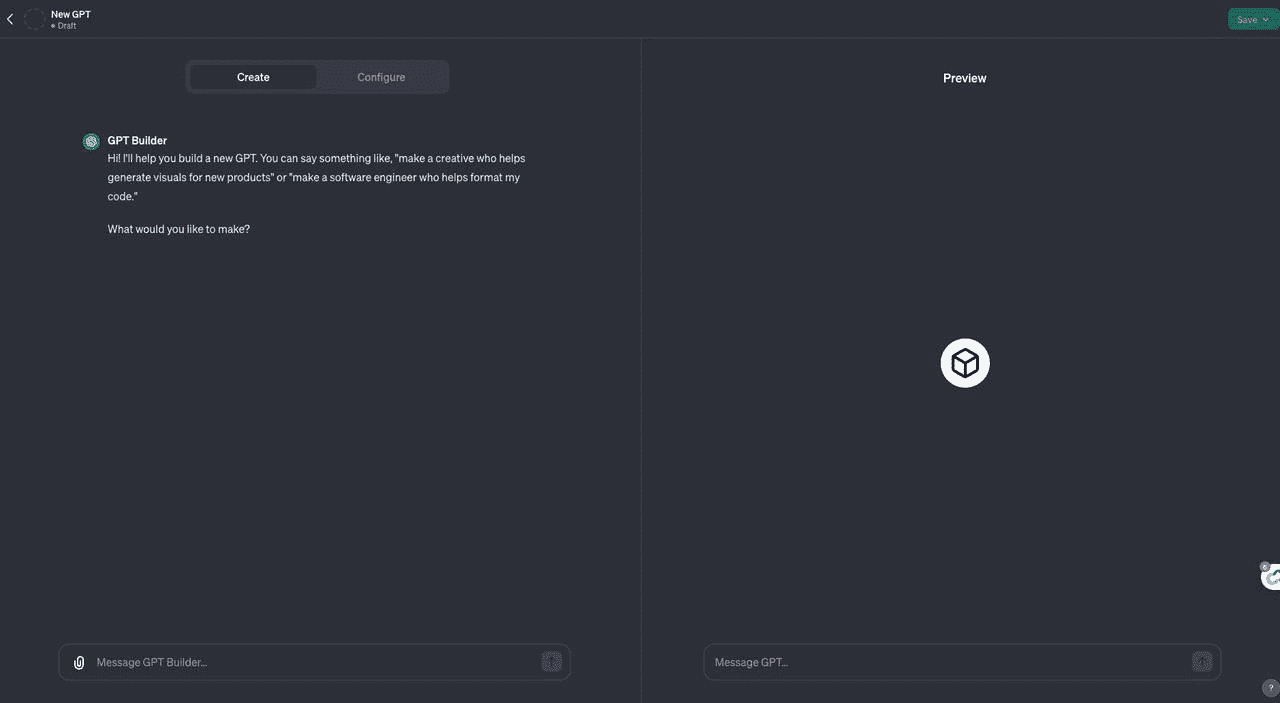 New GPT
Draft
Save
Create
Configure
Preview
GPT Builder
Hi! I'll help you build a new GPT. You can say something like, "make a creative who helps
generate visuals for new products" or "make a software engineer who helps format my
code."
What would you like to make?
Message GPT Builder...
Message GPT...
?